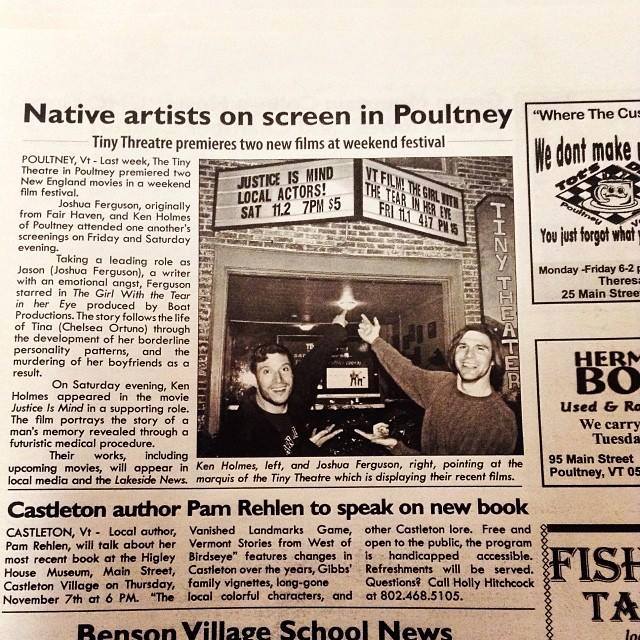 Native artists on screen in Poultney
Tiny Threatre premieres two new films at weekend festival
POULTNEY, Vt - Last week, The Tiny
Theatre in Poultney premiered two
New England movies in a weekend
film festival.
Joshua Ferguson, originally
from Fair Haven, and Ken Holmes
of Poultney attended one another's
screenings on Friday and Saturday
evening.
Taking a leading role as
Jason (Joshua Ferguson), a writer
with an emotional angst, Ferguson
starred in The Girl With the Tear
in her Eye produced by Boat
Productions. The story follows the life
of Tina (Chelsea Ortuno) through
the development of her borderline
personality patterns, and the
murdering of her boyfriends as a
result.
On Saturday evening, Ken
Holmes appeared in the movie
Justice Is Mind in a supporting role.
The film portrays the story of a
man's memory revealed through a
futuristic medical procedure.
Their works, including
upcoming movies, will appear in
local media and the Lakeside News.
JUSTICE IS MIND
LOCAL ACTORS!
SAT 11.2 7PM $5
VT FILM! THE GIRL WITH
THE TEAR IN HER EYE
FRI 11.1 4&7 PM $5
TINY THEATER
Ken Holmes, left, and Joshua Ferguson, right, pointing at the
marquis of the Tiny Theatre which is displaying their recent films.
Castleton author Pam Rehlen to speak on new book
CASTLETON, Vt - Local author,
Pam Rehlen, will talk about her
most recent book at the Higley
House Museum, Main Street,
Castleton Village on Thursday,
November 7th at 6 PM. "The
Vanished Landmarks Game,
Vermont Stories from West of
Birdseye" features changes in
Castleton over the years, Gibbs'
family vignettes, long-gone
local colorful characters, and
other Castleton lore. Free and
open to the public, the program
is handicapped accessible.
Refreshments will be served.
Questions? Call Holly Hitchcock
at 802.468.5105.
Benson Village School News
"Where The Cus
We dont make
TOT'S
Poultney
You just forgot what
Monday -Friday 6-2
Theres
25 Main Stree
HERM
BO
Used & Ra
We carry
Tuesda
95 Main Street
Poultney, VT 05
FISH
TA